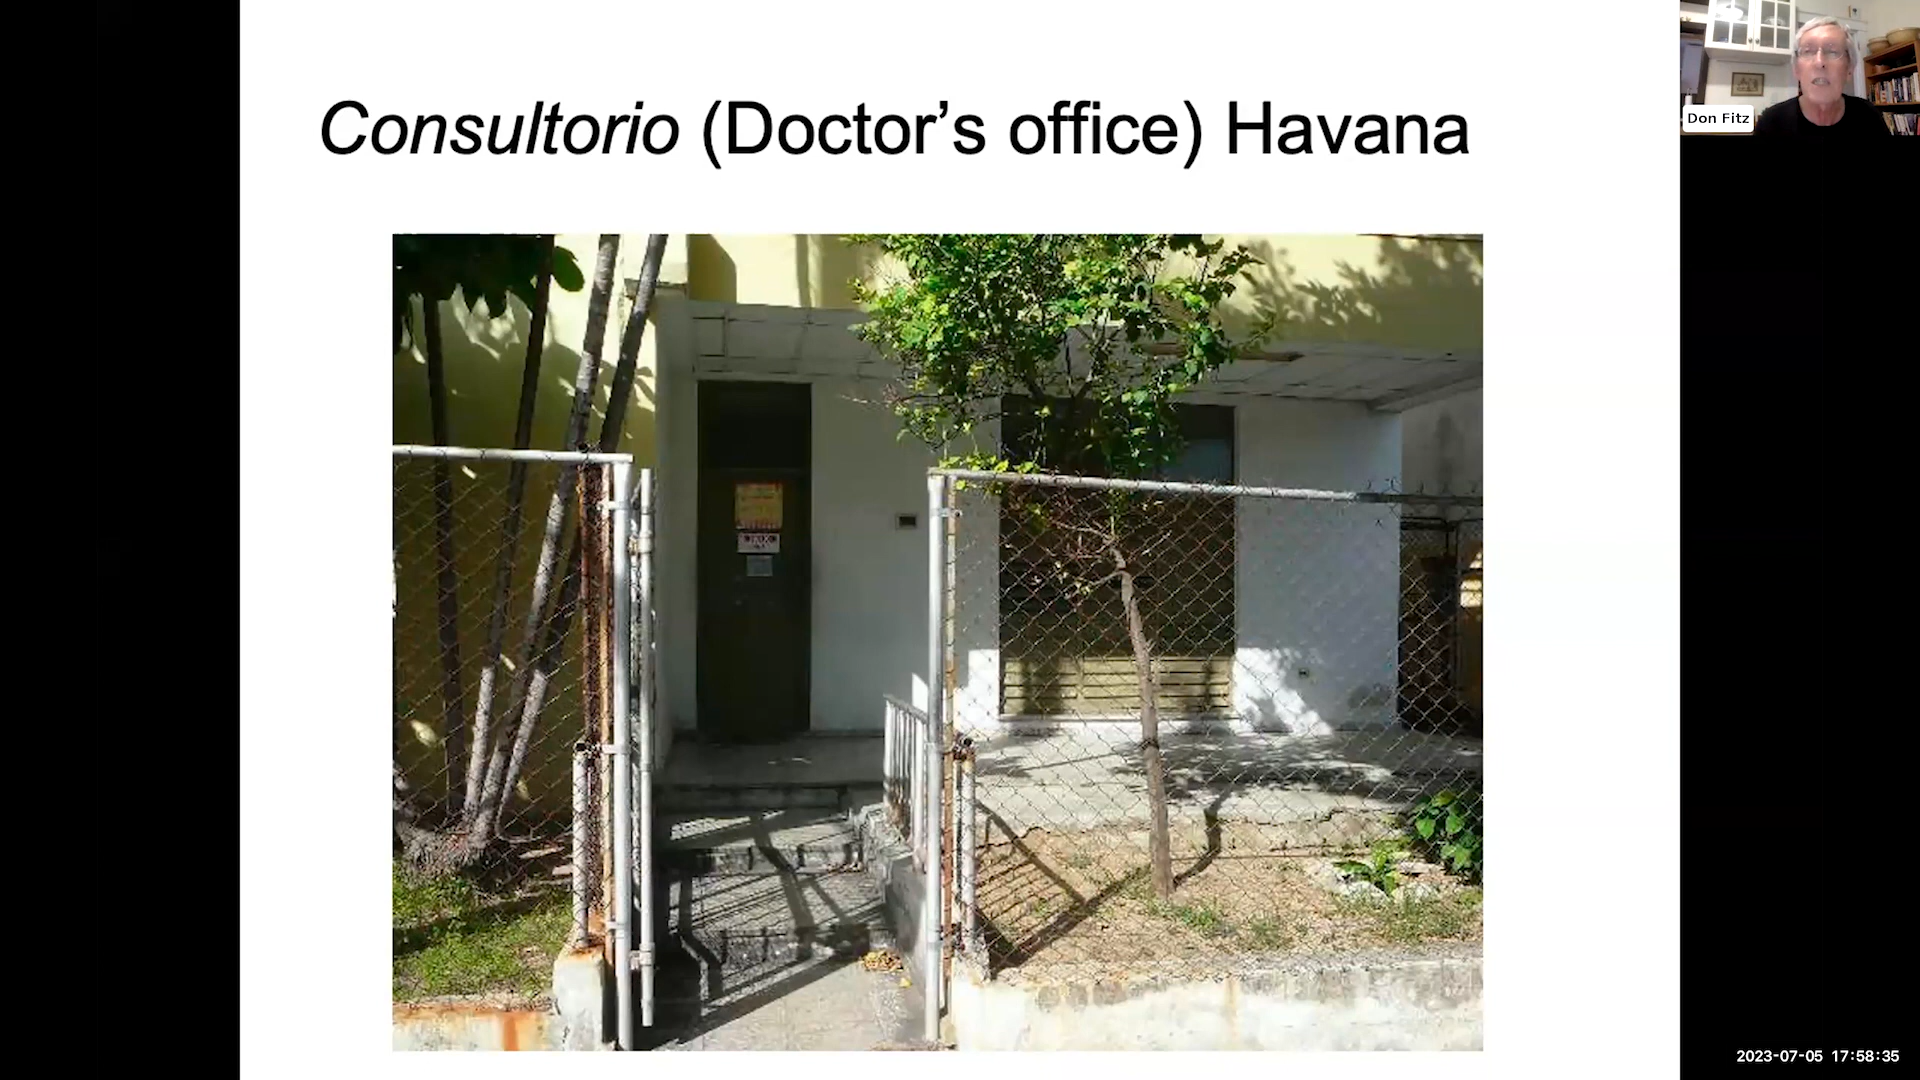 Consultorio (Doctor’s office) Havana
Don Fitz
2023-07-05 17:58:35